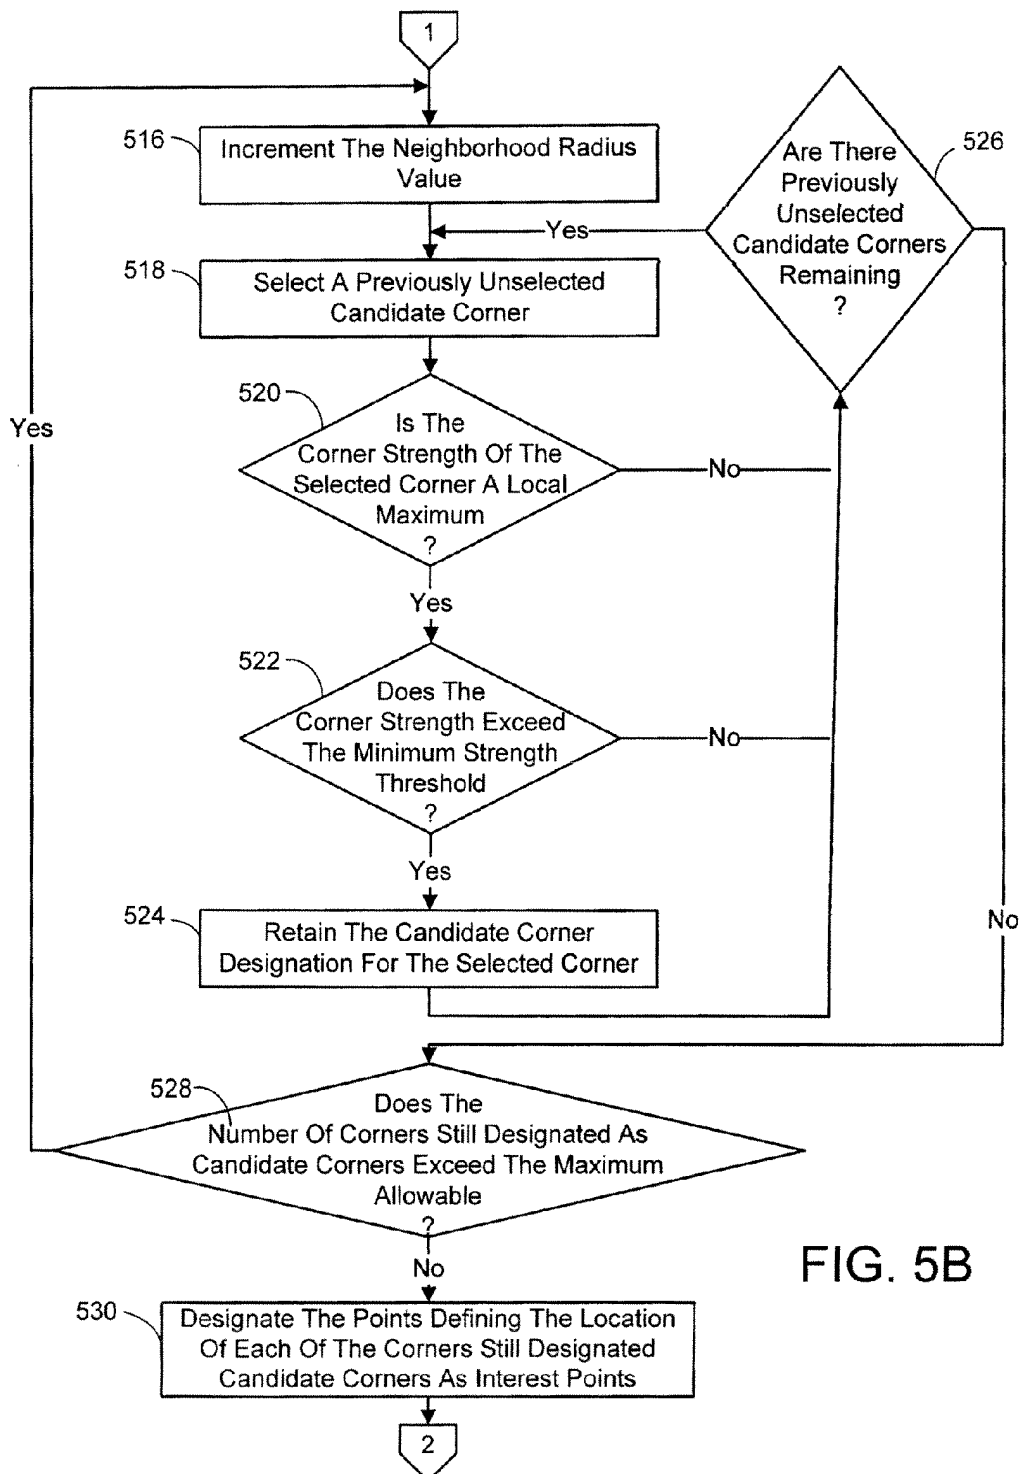 1
516
Increment The Neighborhood Radius
Value
Are There
Previously
Unselected
Candidate Corners
Remaining
?
526
Yes
518
Select A Previously Unselected
Candidate Corner
520
Is The
Corner Strength Of The
Selected Corner A Local
Maximum
?
No
Yes
Yes
522
Does The
Corner Strength Exceed
The Minimum Strength
Threshold
?
No
Yes
524
Retain The Candidate Corner
Designation For The Selected Corner
No
528
Does The
Number Of Corners Still Designated As
Candidate Corners Exceed The Maximum
Allowable
?
No
FIG. 5B
530
Designate The Points Defining The Location
Of Each Of The Corners Still Designated
Candidate Corners As Interest Points
2